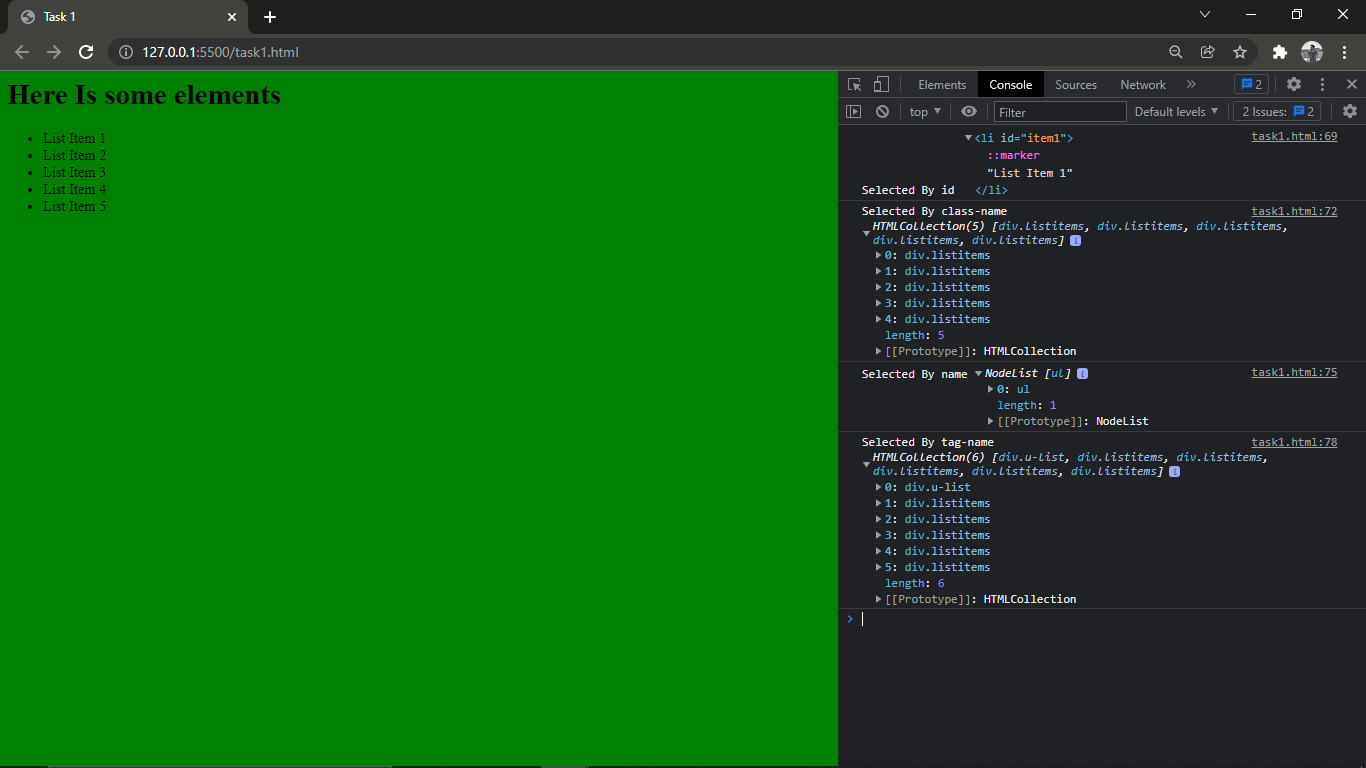 Task 1
127.0.0.1:5500/task1.html
Here Is some elements
List Item 1
List Item 2
List Item 3
List Item 4
List Item 5
Elements Console Sources Network » 2
top Filter Default levels 2 Issues: 2
<li id="item1"> task1.html:69
::marker
"List Item 1"
Selected By id </li>
Selected By class-name task1.html:72
HTMLCollection(5) [div.listitems, div.listitems, div.listitems,
div.listitems, div.listitems] i
0: div.listitems
1: div.listitems
2: div.listitems
3: div.listitems
4: div.listitems
length: 5
[[Prototype]]: HTMLCollection
Selected By name NodeList [ul] i task1.html:75
0: ul
length: 1
[[Prototype]]: NodeList
Selected By tag-name task1.html:78
HTMLCollection(6) [div.u-list, div.listitems, div.listitems,
div.listitems, div.listitems, div.listitems] i
0: div.u-list
1: div.listitems
2: div.listitems
3: div.listitems
4: div.listitems
5: div.listitems
length: 6
[[Prototype]]: HTMLCollection